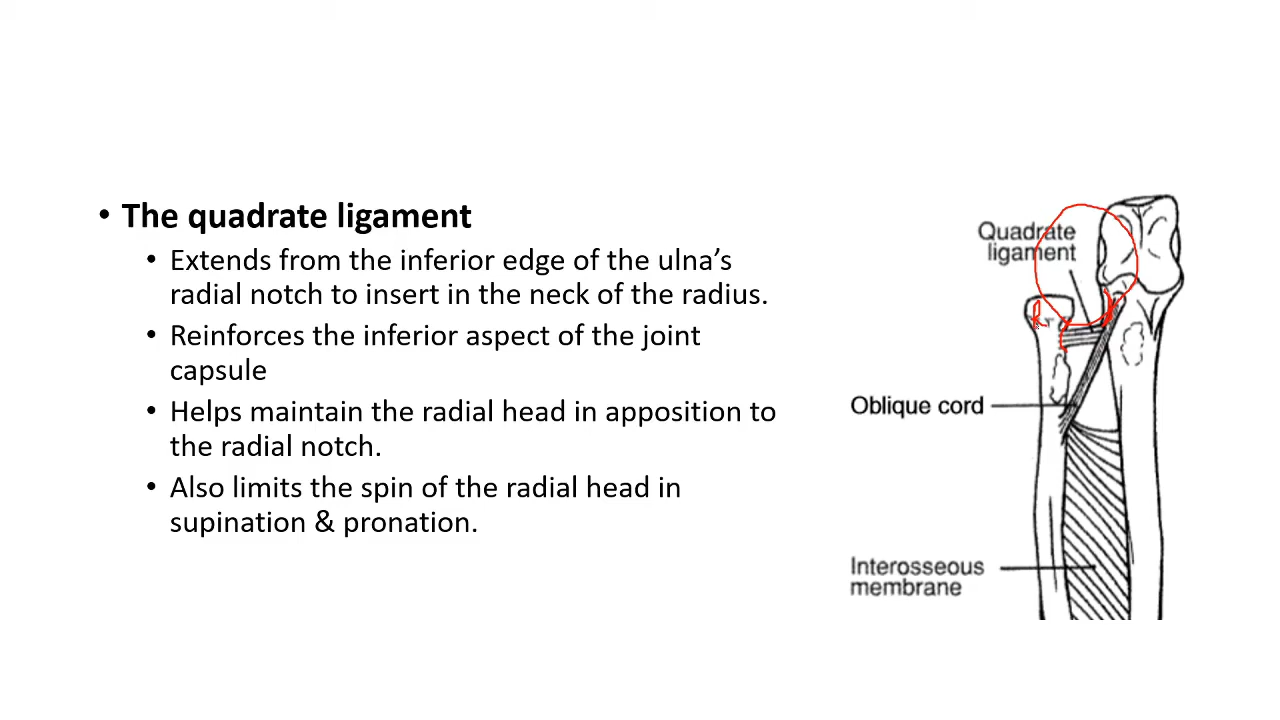 • The quadrate ligament
• Extends from the inferior edge of the ulna’s
radial notch to insert in the neck of the radius.
• Reinforces the inferior aspect of the joint
capsule
• Helps maintain the radial head in apposition to
the radial notch.
• Also limits the spin of the radial head in
supination & pronation.
Quadrate
ligament
R
Oblique cord
Interosseous
membrane